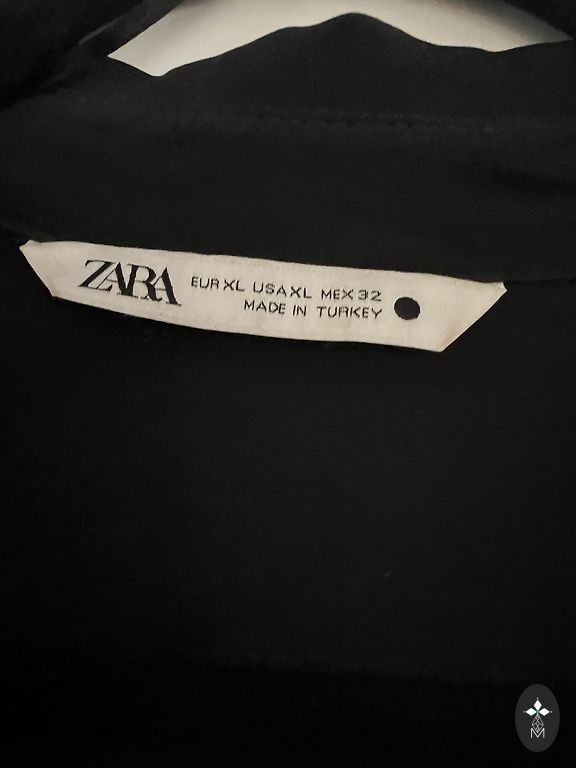 ZARA
EUR XL USA XL MEX 32
MADE IN TURKEY
M